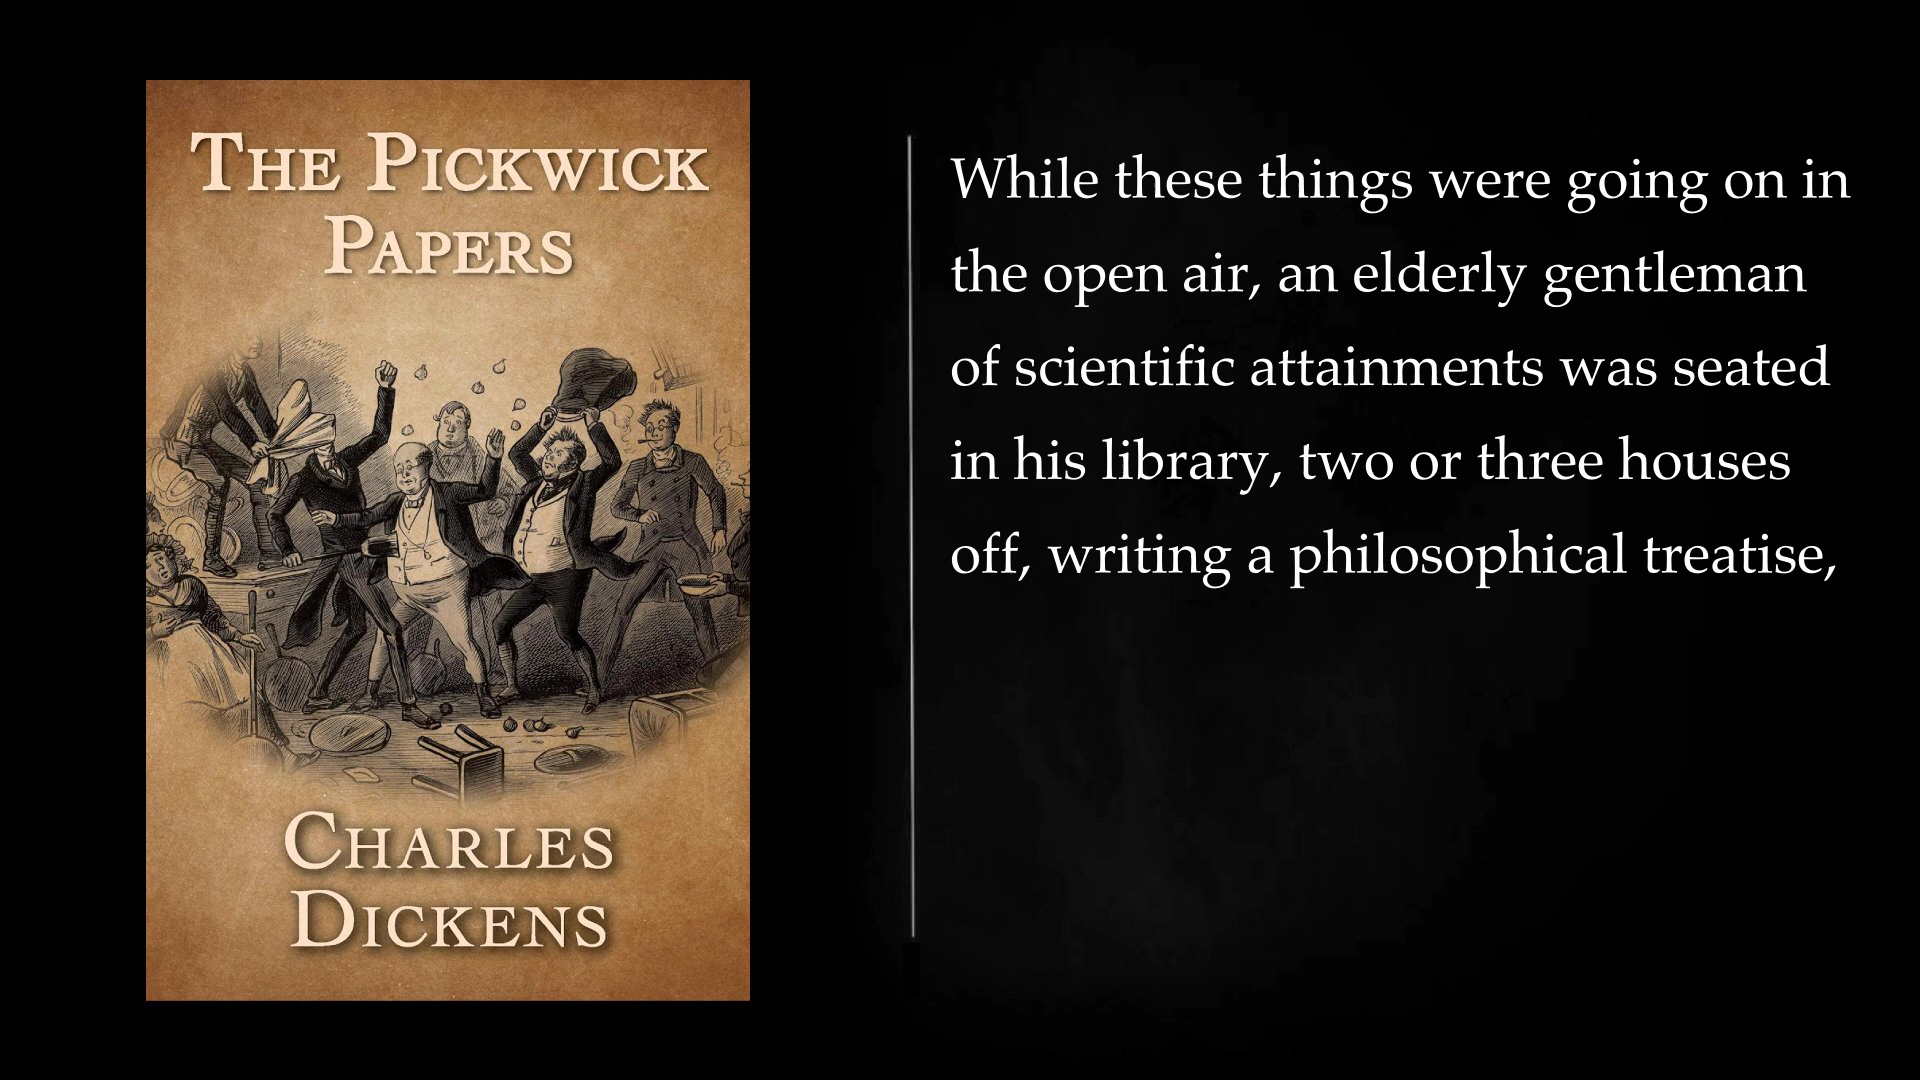 The Pickwick
Papers
Charles
Dickens
While these things were going on in
the open air, an elderly gentleman
of scientific attainments was seated
in his library, two or three houses
off, writing a philosophical treatise,